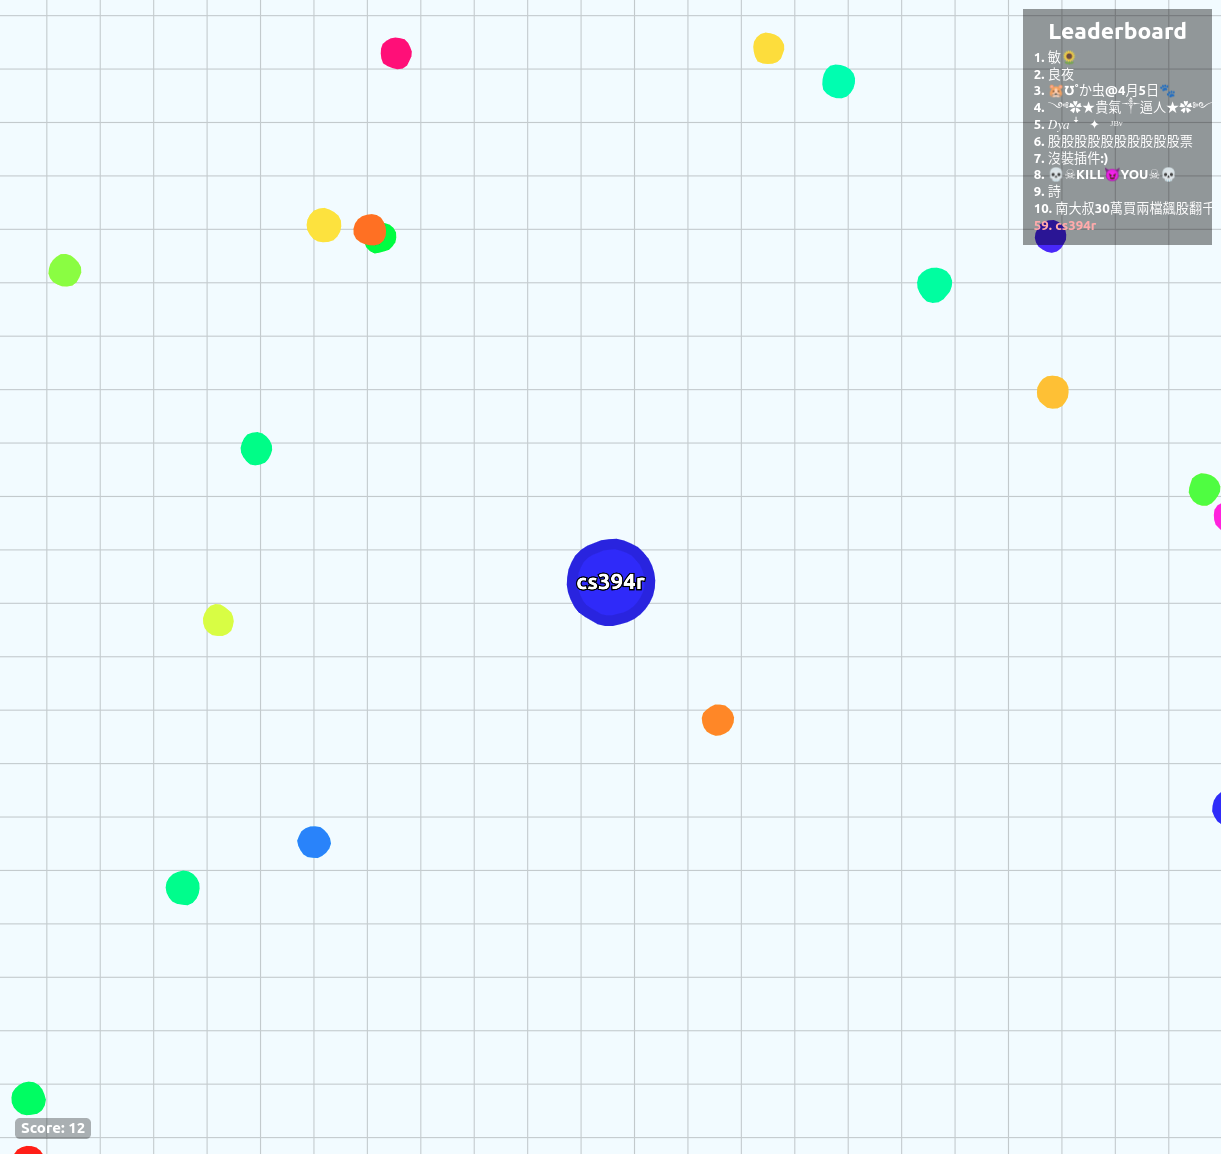 Leaderboard
1. 敏🌻
2. 良夜
3. 🐹か虫@4月5日🐾
4. ★貴氣逼人★
5. Dya
6. 股股股股股股股股股股票
7. 沒裝插件:)
8. 💀☠KILL😈YOU☠💀
9. 詩
10. 南大叔30萬買兩檔飆股翻千
59. cs394r
cs394r
Score: 12